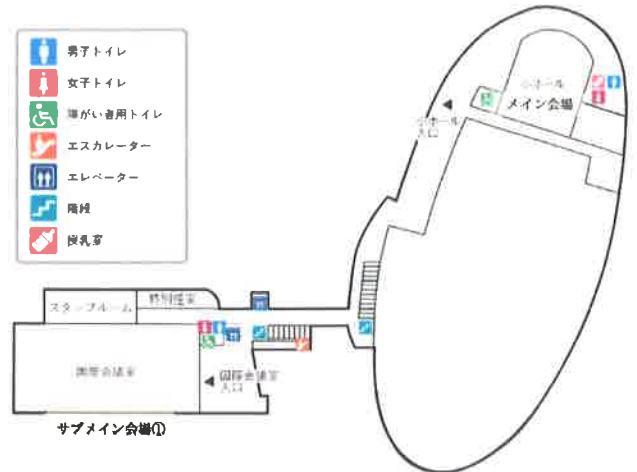 男子トイレ
女子トイレ
障がい者用トイレ
エスカレーター
エレベーター
階段
授乳室
小ホール
メイン会場
小ホール
入口
スタッフルーム
特別控室
国際会議室
国際会議室
入口
サブメイン会場①